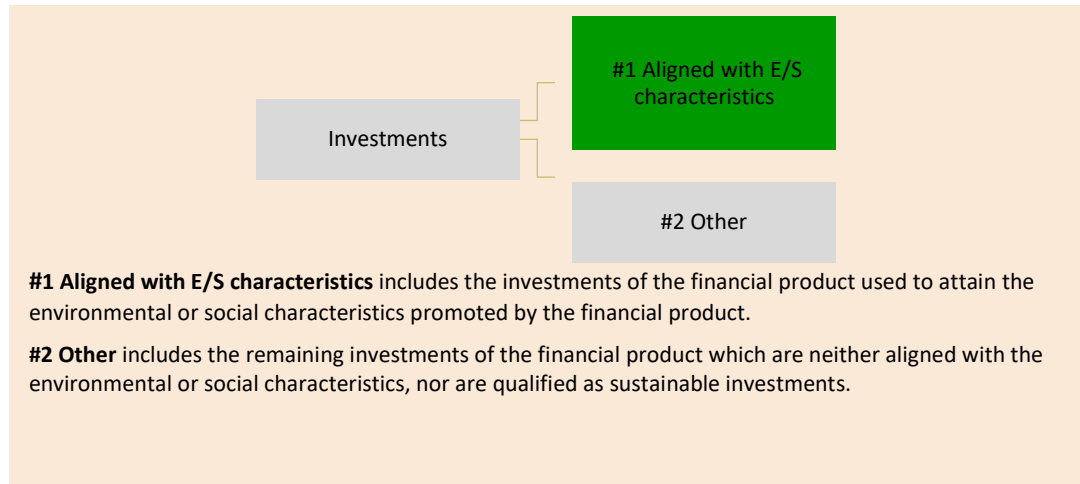 #1 Aligned with E/S
characteristics
Investments
#2 Other
#1 Aligned with E/S characteristics includes the investments of the financial product used to attain the
environmental or social characteristics promoted by the financial product.
#2 Other includes the remaining investments of the financial product which are neither aligned with the
environmental or social characteristics, nor are qualified as sustainable investments.